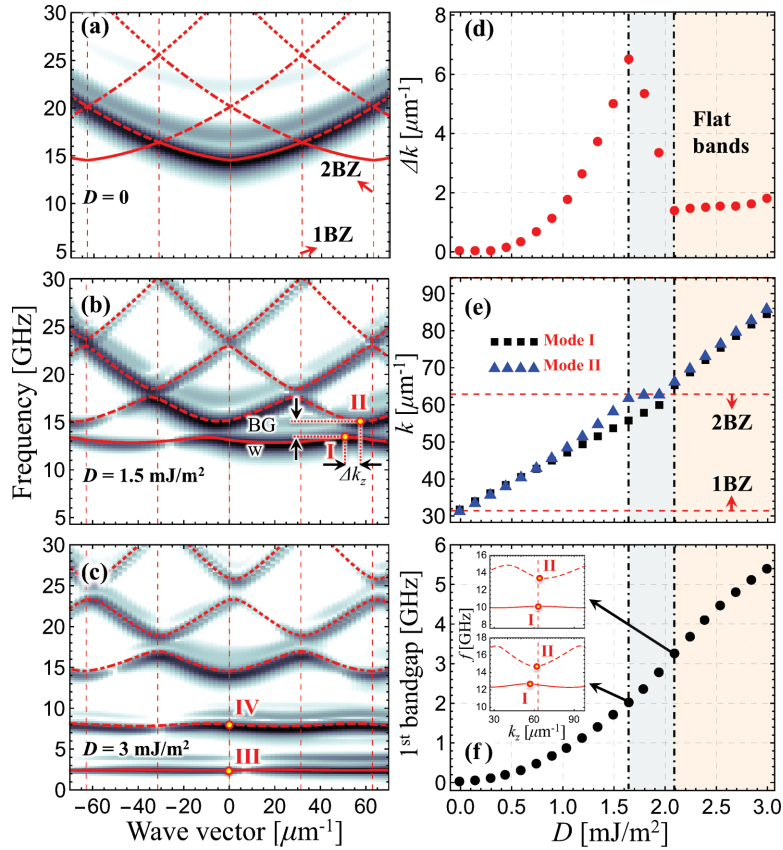 (a)
30
25
20
15
10
5
D = 0
2BZ
1BZ
(b)
30
25
20
15
10
5
Frequency [GHz]
BG
w
I
II
Δk_z
D = 1.5 mJ/m²
(c)
30
25
20
15
10
5
0
IV
III
D = 3 mJ/m²
−60 −40 −20 0 20 40 60
Wave vector [μm⁻¹]
(d)
8
6
4
2
0
Δk [μm⁻¹]
Flat
bands
(e)
90
80
70
60
50
40
30
k [μm⁻¹]
Mode I
Mode II
2BZ
1BZ
(f)
6
5
4
3
2
1
0
1st bandgap [GHz]
16
14
12
10
8
II
I
18
16
14
12
10
II
I
f [GHz]
30 60 90
k_z [μm⁻¹]
0.0 0.5 1.0 1.5 2.0 2.5 3.0
D [mJ/m²]